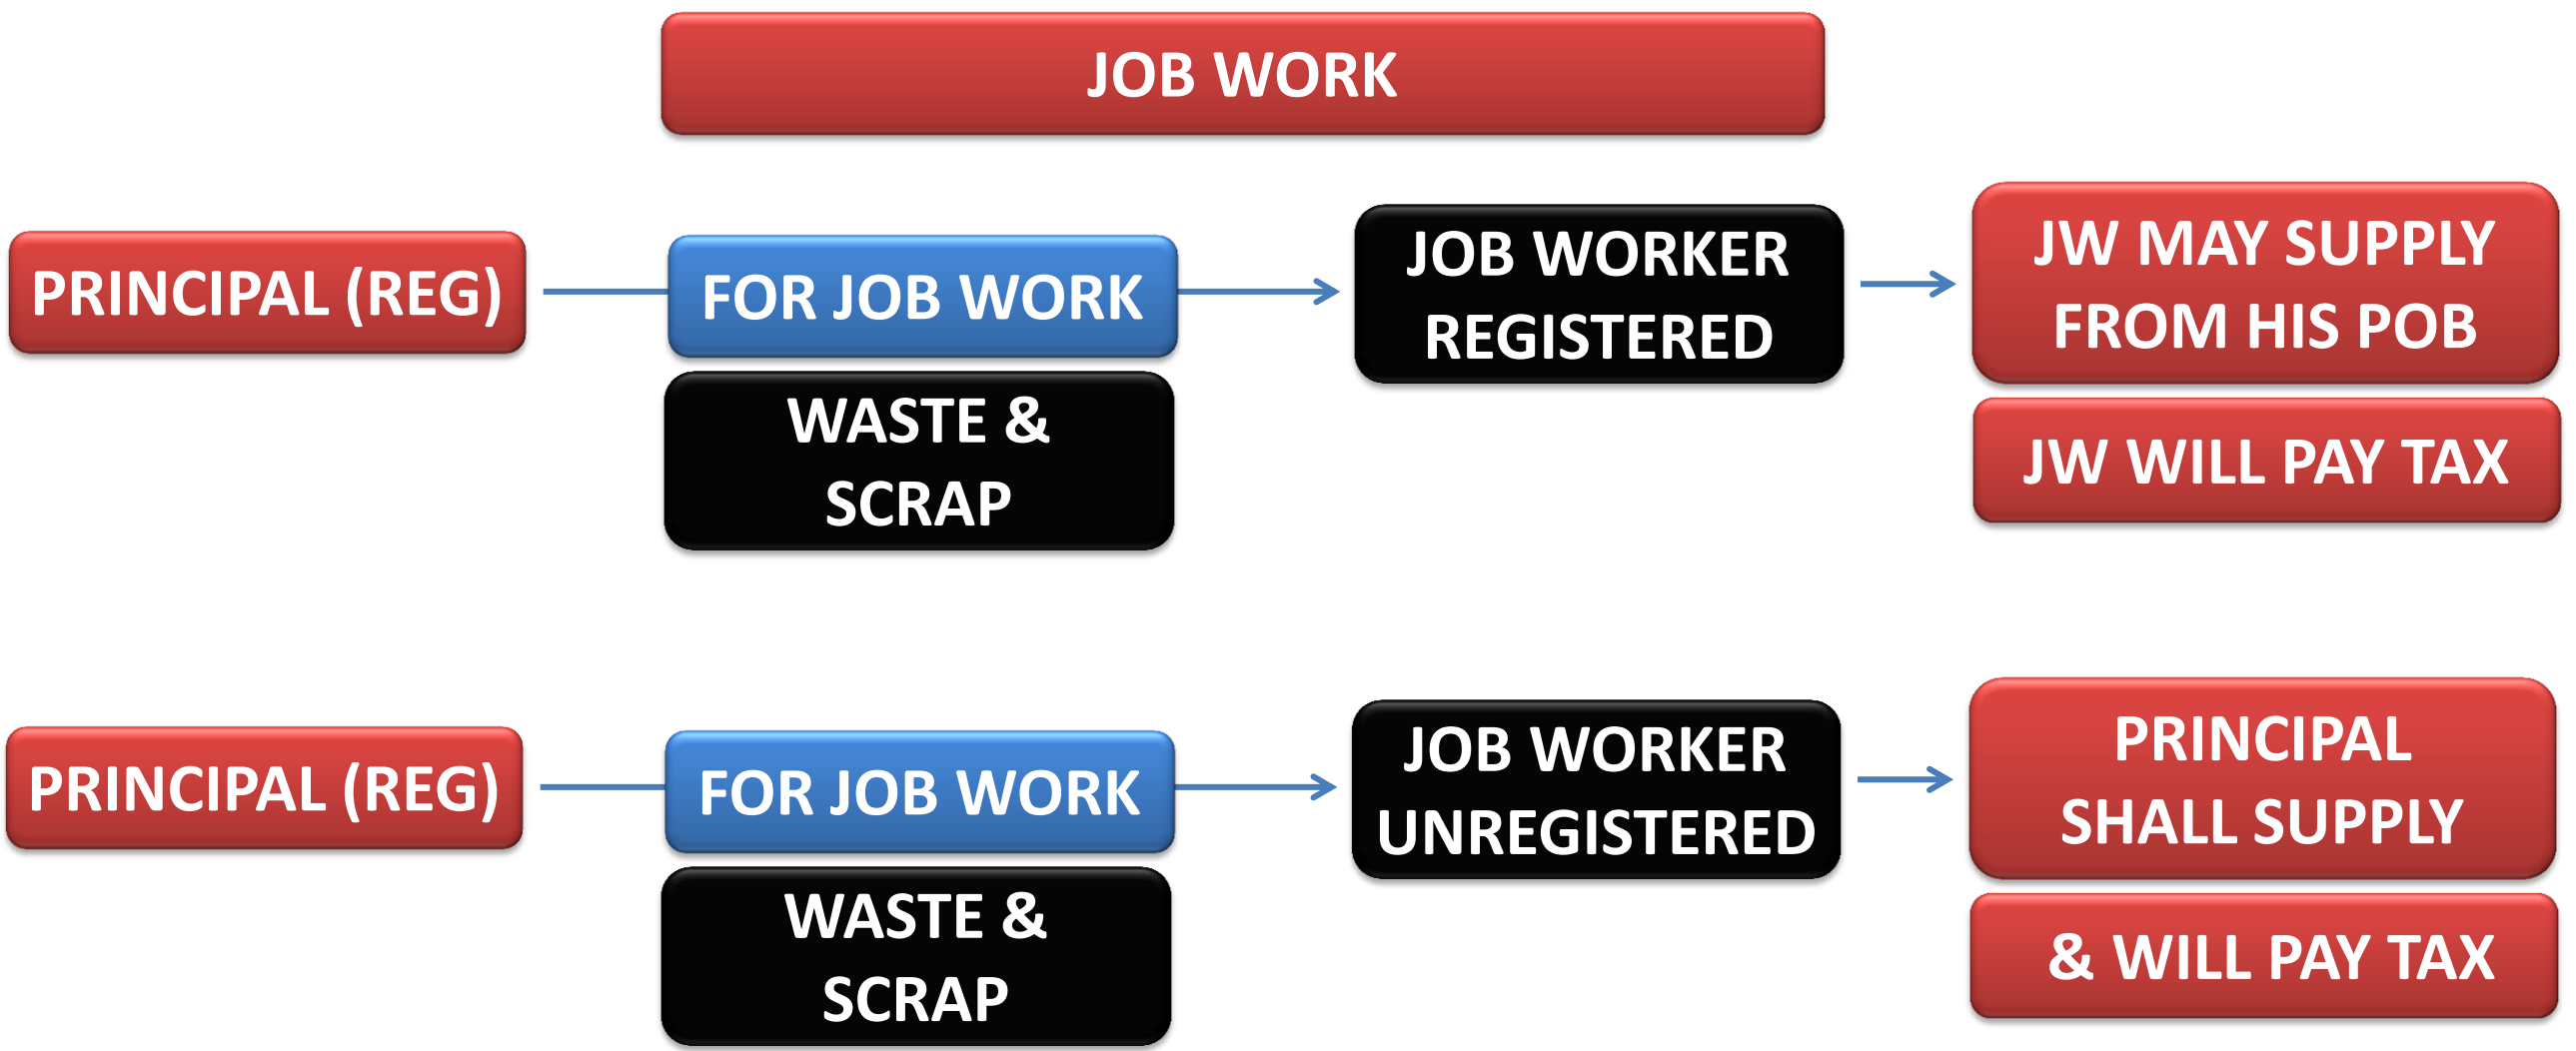 JOB WORK
PRINCIPAL (REG)
FOR JOB WORK
WASTE &
SCRAP
JOB WORKER
REGISTERED
JW MAY SUPPLY
FROM HIS POB
JW WILL PAY TAX
PRINCIPAL (REG)
FOR JOB WORK
WASTE &
SCRAP
JOB WORKER
UNREGISTERED
PRINCIPAL
SHALL SUPPLY
& WILL PAY TAX